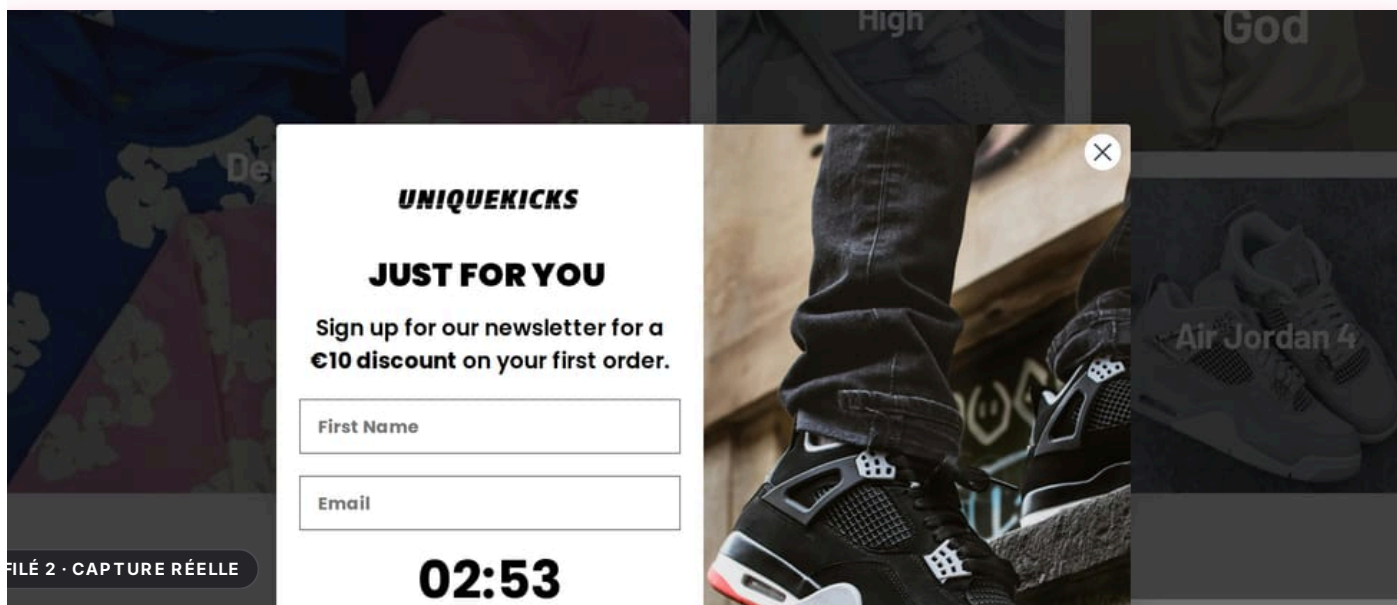 High
God
De
UNIQUEKICKS
JUST FOR YOU
Sign up for our newsletter for a
€10 discount on your first order.
First Name
Email
02:53
Air Jordan 4
FILÉ 2 · CAPTURE RÉELLE